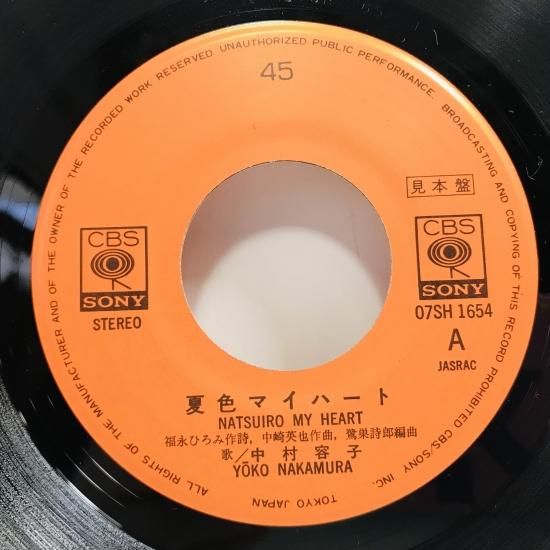 ALL RIGHTS OF THE MANUFACTURER AND OF THE OWNER OF THE RECORDED WORK RESERVED UNAUTHORIZED PUBLIC PERFORMANCE. BROADCASTING AND COPYING OF THIS RECORD PROHIBITED CBS/SONY INC.
45
見本盤
CBS
SONY
STEREO
CBS
SONY
07SH 1654
A
JASRAC
夏色マイハート
NATSUIRO MY HEART
福永ひろみ作詩, 中崎英也作曲, 鷺巣詩郎編曲
歌/中村容子
YŌKO NAKAMURA
TOKYO JAPAN